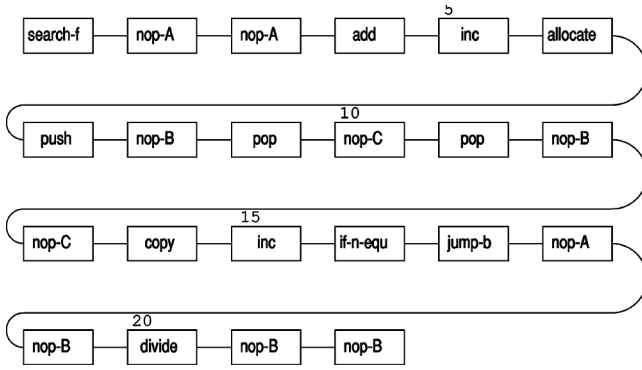 5
search-f nop-A nop-A add inc allocate
10
push nop-B pop nop-C pop nop-B
15
nop-C copy inc if-n-equ jump-b nop-A
20
nop-B divide nop-B nop-B